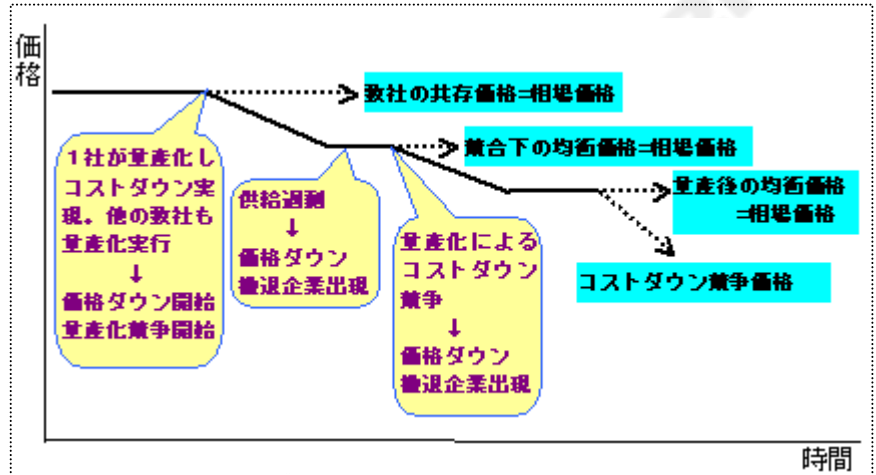 価
格
数社の共存価格=相場価格
競合下の均衡価格=相場価格
量産後の均衡価格
=相場価格
コストダウン競争価格
1社が量産化し
コストダウン実
現。他の数社も
量産化実行
↓
価格ダウン開始
量産化競争開始
供給過剰
↓
価格ダウン
撤退企業出現
量産化による
コストダウン
競争
↓
価格ダウン
撤退企業出現
時間